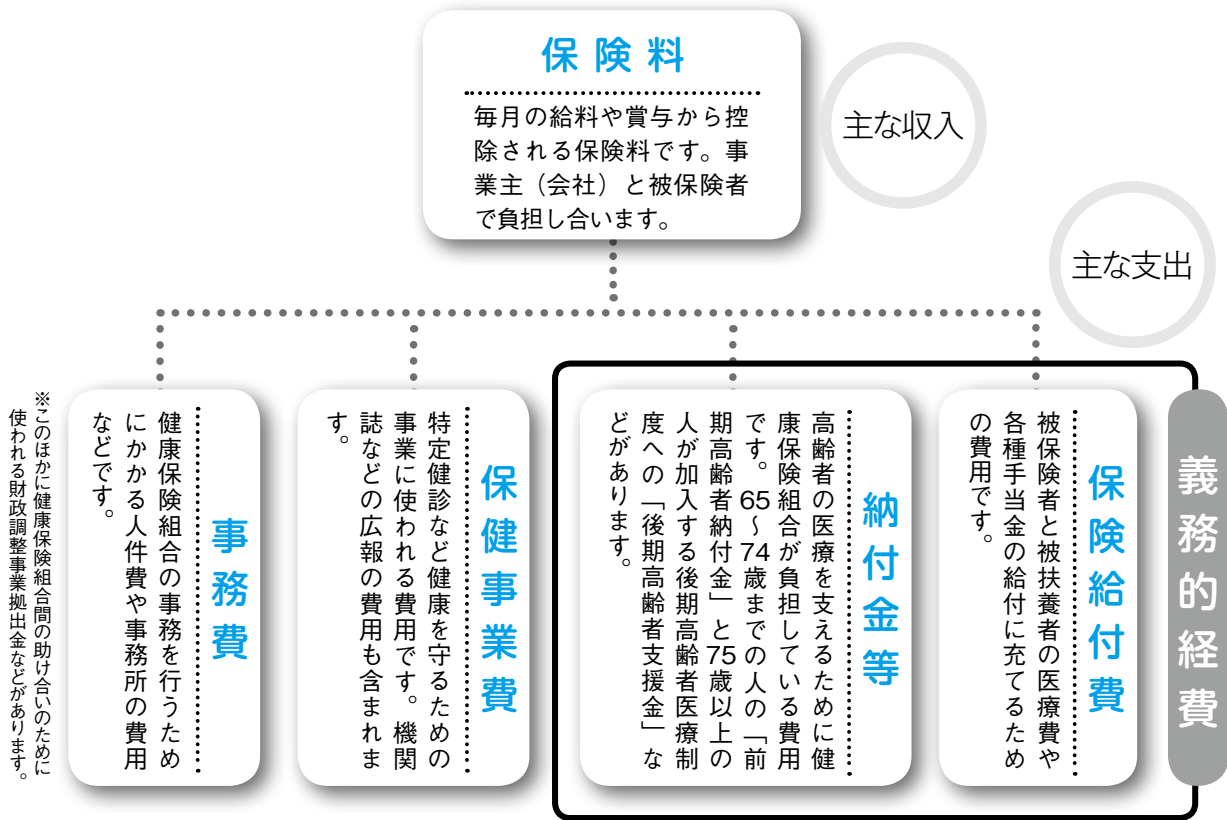 保険料
毎月の給料や賞与から控
除される保険料です。事
業主（会社）と被保険者
で負担し合います。
主な収入
主な支出
義務的経費
保険給付費
被保険者と被扶養者の医療費や
各種手当金の給付に充てるため
の費用です。
納付金等
高齢者の医療を支えるために健
康保険組合が負担している費用
です。65～74歳までの人の「前
期高齢者納付金」と75歳以上の
人が加入する後期高齢者医療制
度への「後期高齢者支援金」な
どがあります。
保健事業費
特定健診など健康を守るための
事業に使われる費用です。機関
誌などの広報の費用も含まれま
す。
事務費
健康保険組合の事務を行うため
にかかる人件費や事務所の費用
などです。
※このほかに健康保険組合間の助け合いのために
使われる財政調整事業拠出金などがあります。